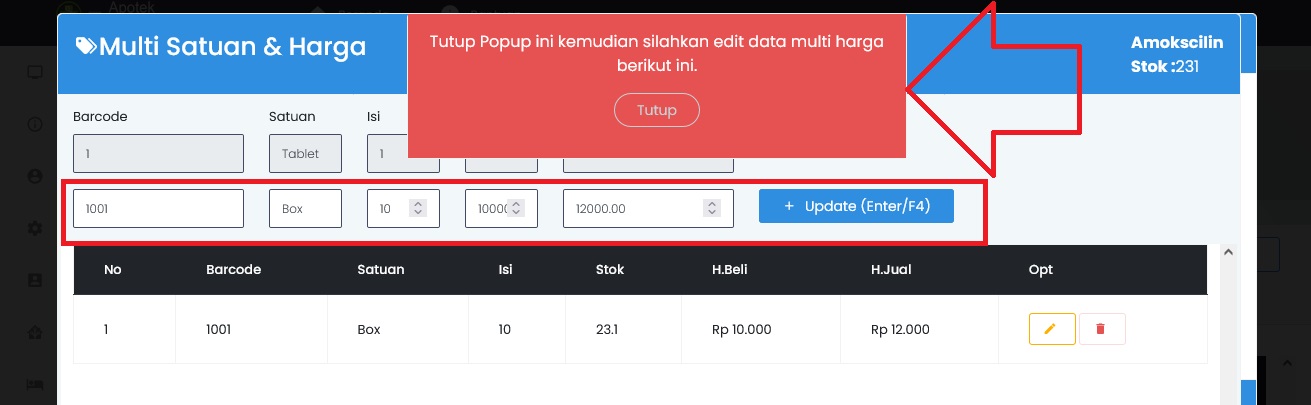 Apotek
Multi Satuan & Harga
Tutup Popup ini kemudian silahkan edit data multi harga
berikut ini.
Tutup
Amokscilin
Stok :231
Barcode Satuan Isi
1 Tablet 1
1001 Box 10 12000.00 + Update (Enter/F4)
No Barcode Satuan Isi Stok H.Beli H.Jual Opt
1 1001 Box 10 23.1 Rp 10.000 Rp 12.000